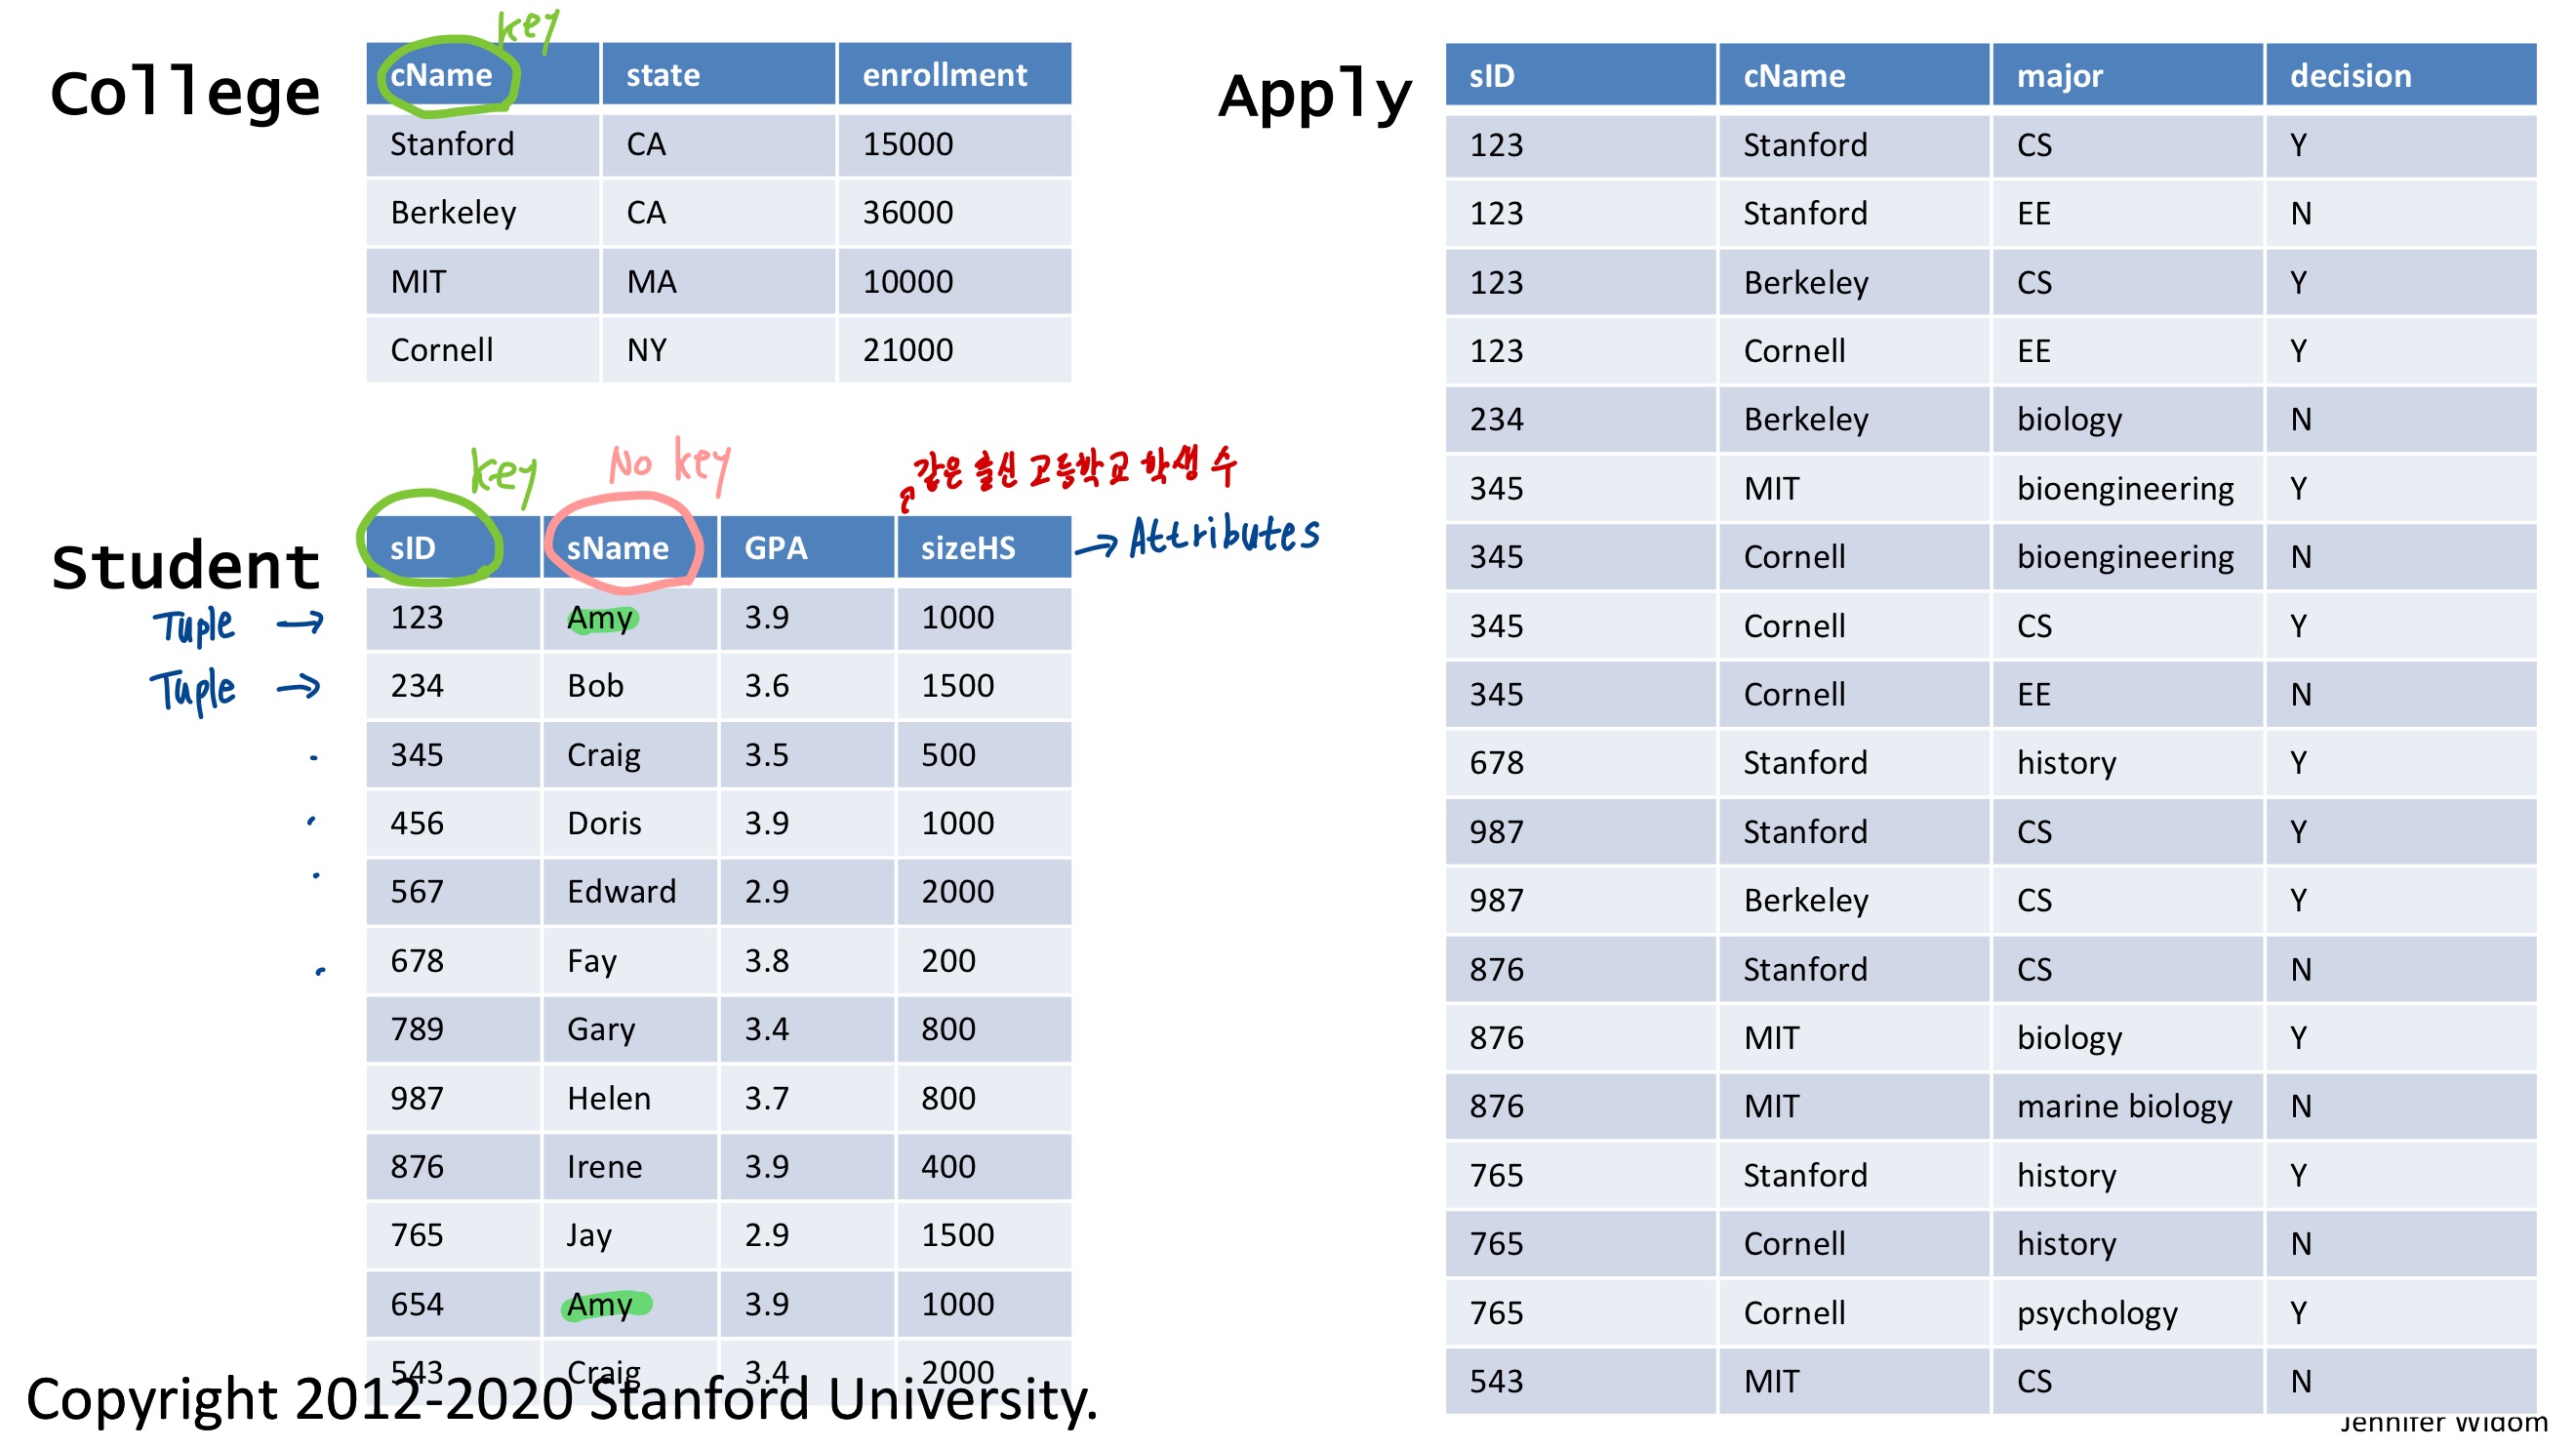 key
College
cName state enrollment
Stanford CA 15000
Berkeley CA 36000
MIT MA 10000
Cornell NY 21000
key No key 같은 출신 고등학교 학생 수
Student
sID sName GPA sizeHS → Attributes
Tuple → 123 Amy 3.9 1000
Tuple → 234 Bob 3.6 1500
345 Craig 3.5 500
456 Doris 3.9 1000
567 Edward 2.9 2000
678 Fay 3.8 200
789 Gary 3.4 800
987 Helen 3.7 800
876 Irene 3.9 400
765 Jay 2.9 1500
654 Amy 3.9 1000
543 Craig 3.4 2000
Apply
sID cName major decision
123 Stanford CS Y
123 Stanford EE N
123 Berkeley CS Y
123 Cornell EE Y
234 Berkeley biology N
345 MIT bioengineering Y
345 Cornell bioengineering N
345 Cornell CS Y
345 Cornell EE N
678 Stanford history Y
987 Stanford CS Y
987 Berkeley CS Y
876 Stanford CS N
876 MIT biology Y
876 MIT marine biology N
765 Stanford history Y
765 Cornell history N
765 Cornell psychology Y
543 MIT CS N
Copyright 2012-2020 Stanford University.
Jennifer Widom